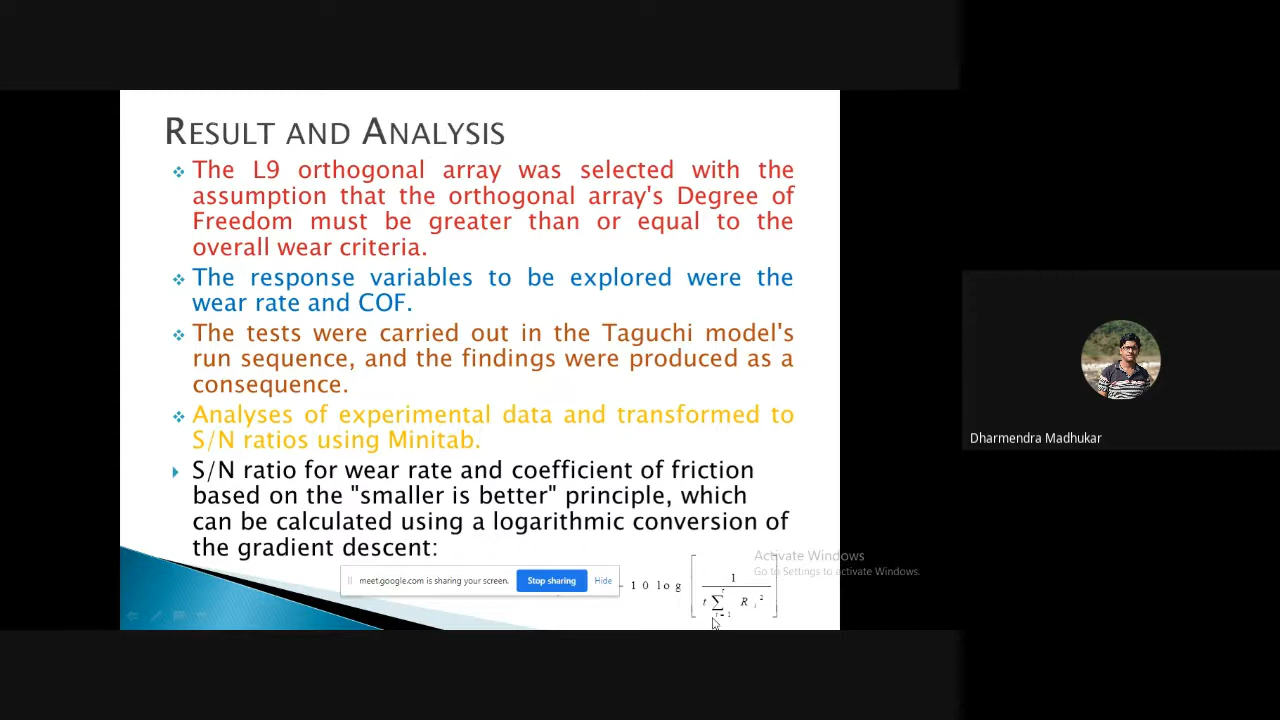 RESULT AND ANALYSIS
The L9 orthogonal array was selected with the
assumption that the orthogonal array's Degree of
Freedom must be greater than or equal to the
overall wear criteria.
The response variables to be explored were the
wear rate and COF.
The tests were carried out in the Taguchi model's
run sequence, and the findings were produced as a
consequence.
Analyses of experimental data and transformed to
S/N ratios using Minitab.
S/N ratio for wear rate and coefficient of friction
based on the "smaller is better" principle, which
can be calculated using a logarithmic conversion of
the gradient descent:
meet.google.com is sharing your screen.
Stop sharing
Hide
- 10 log [ 1 / t ∑ R i 2 ]
Activate Windows
Go to Settings to activate Windows.
Dharmendra Madhukar